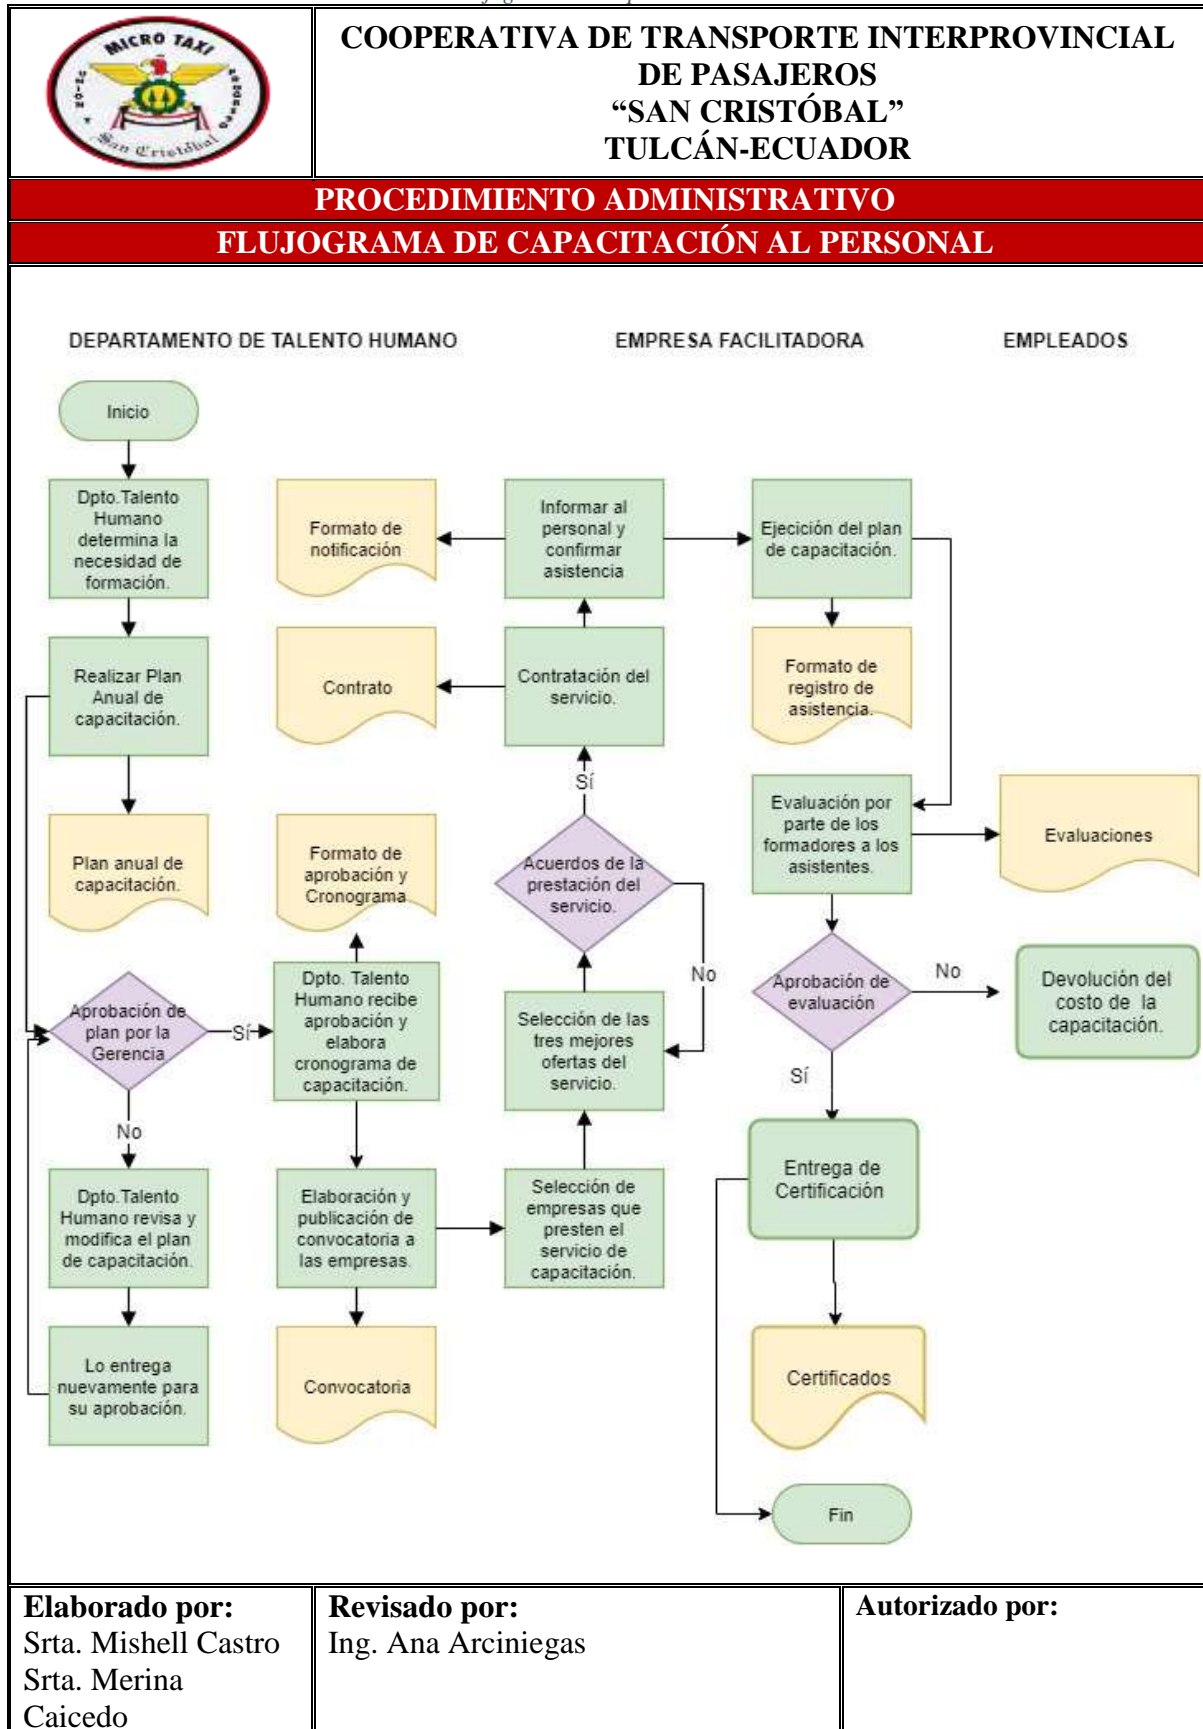 MICRO TAXI
San Cristóbal
COOPERATIVA DE TRANSPORTE INTERPROVINCIAL
DE PASAJEROS
“SAN CRISTÓBAL”
TULCÁN-ECUADOR
PROCEDIMIENTO ADMINISTRATIVO
FLUJOGRAMA DE CAPACITACIÓN AL PERSONAL
DEPARTAMENTO DE TALENTO HUMANO
EMPRESA FACILITADORA
EMPLEADOS
Inicio
Dpto.Talento
Humano
determina la
necesidad de
formación.
Formato de
notificación
Informar al
personal y
confirmar
asistencia
Ejecición del plan
de capacitación.
Realizar Plan
Anual de
capacitación.
Contrato
Contratación del
servicio.
Formato de
registro de
asistencia.
Sí
Plan anual de
capacitación.
Formato de
aprobación y
Cronograma
Acuerdos de la
prestación del
servicio.
Evaluación por
parte de los
formadores a los
asistentes.
Evaluaciones
No
Aprobación de
plan por la
Gerencia
Sí
Dpto. Talento
Humano recibe
aprobación y
elabora
cronograma de
capacitación.
Selección de las
tres mejores
ofertas del
servicio.
Aprobación de
evaluación
No
Devolución del
costo de la
capacitación.
Sí
No
Dpto.Talento
Humano revisa y
modifica el plan
de capacitación.
Elaboración y
publicación de
convocatoria a
las empresas.
Selección de
empresas que
presten el
servicio de
capacitación.
Entrega de
Certificación
Lo entrega
nuevamente para
su aprobación.
Convocatoria
Certificados
Fin
Elaborado por:
Srta. Mishell Castro
Srta. Merina
Caicedo
Revisado por:
Ing. Ana Arciniegas
Autorizado por: